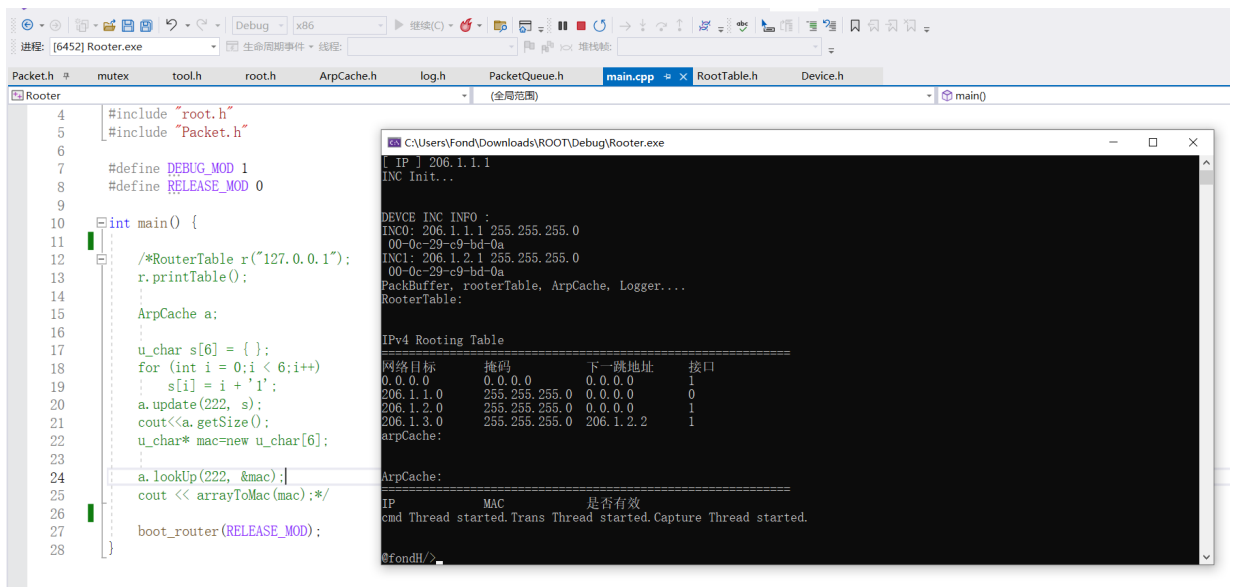 Debug x86 继续(C)
进程: [6452] Rooter.exe 生命周期事件 线程: 堆栈帧:
Packet.h mutex tool.h root.h ArpCache.h log.h PacketQueue.h main.cpp RootTable.h Device.h
Rooter (全局范围) main()
4 #include "root.h"
5 #include "Packet.h"
6
7 #define DEBUG_MOD 1
8 #define RELEASE_MOD 0
9
10 int main() {
11
12 /*RouterTable r("127.0.0.1");
13 r.printTable();
14
15 ArpCache a;
16
17 u_char s[6] = { };
18 for (int i = 0;i < 6;i++)
19 s[i] = i + '1';
20 a.update(222, s);
21 cout<<a.getSize();
22 u_char* mac=new u_char[6];
23
24 a.lookUp(222, &mac);
25 cout << arrayToMac(mac);*/
26
27 boot_router(RELEASE_MOD);
28 }
C:\Users\Fond\Downloads\ROOT\Debug\Rooter.exe
[ IP ] 206.1.1.1
INC Init...
DEVCE INC INFO :
INC0: 206.1.1.1 255.255.255.0
00-0c-29-c9-bd-0a
INC1: 206.1.2.1 255.255.255.0
00-0c-29-c9-bd-0a
PackBuffer, rooterTable, ArpCache, Logger....
RooterTable:
IPv4 Rooting Table
============================================================
网络目标 掩码 下一跳地址 接口
0.0.0.0 0.0.0.0 0.0.0.0 1
206.1.1.0 255.255.255.0 0.0.0.0 0
206.1.2.0 255.255.255.0 0.0.0.0 1
206.1.3.0 255.255.255.0 206.1.2.2 1
arpCache:
ArpCache:
============================================================
IP MAC 是否有效
cmd Thread started.Trans Thread started.Capture Thread started.
@fondH/>